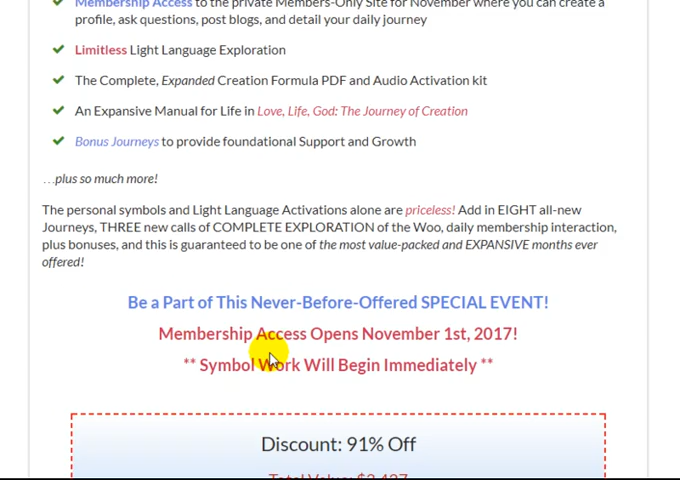 Membership Access to the private Members-Only Site for November where you can create a
profile, ask questions, post blogs, and detail your daily journey
Limitless Light Language Exploration
The Complete, Expanded Creation Formula PDF and Audio Activation kit
An Expansive Manual for Life in Love, Life, God: The Journey of Creation
Bonus Journeys to provide foundational Support and Growth
…plus so much more!
The personal symbols and Light Language Activations alone are priceless! Add in EIGHT all-new
Journeys, THREE new calls of COMPLETE EXPLORATION of the Woo, daily membership interaction,
plus bonuses, and this is guaranteed to be one of the most value-packed and EXPANSIVE months ever
offered!
Be a Part of This Never-Before-Offered SPECIAL EVENT!
Membership Access Opens November 1st, 2017!
** Symbol Work Will Begin Immediately **
Discount: 91% Off
Total Value: $2,427